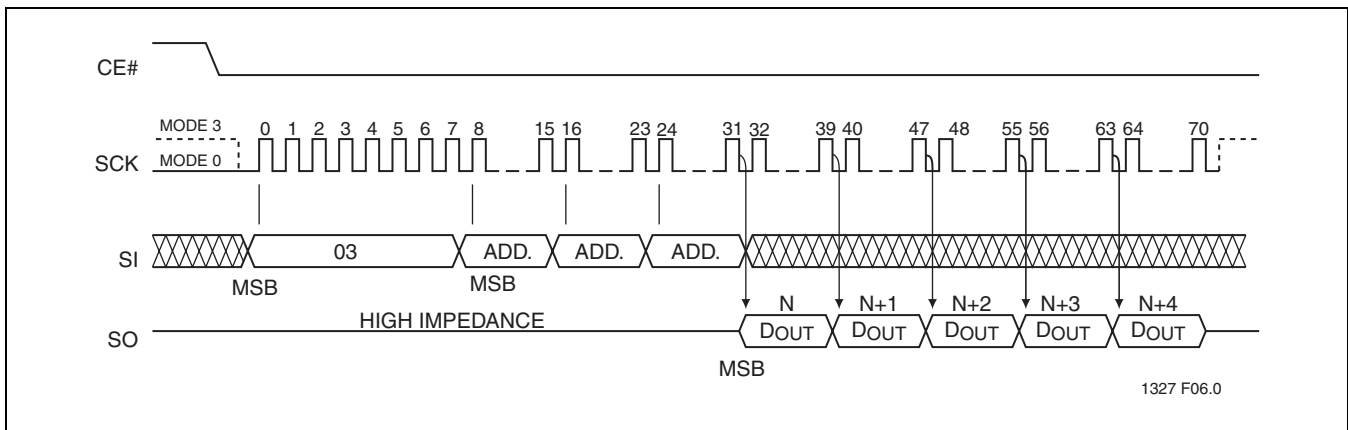 CE#
MODE 3
0 1 2 3 4 5 6 7 8 15 16 23 24 31 32 39 40 47 48 55 56 63 64 70
SCK
MODE 0
SI
03
ADD.
ADD.
ADD.
MSB
MSB
N
N+1
N+2
N+3
N+4
HIGH IMPEDANCE
SO
DOUT
DOUT
DOUT
DOUT
DOUT
MSB
1327 F06.0